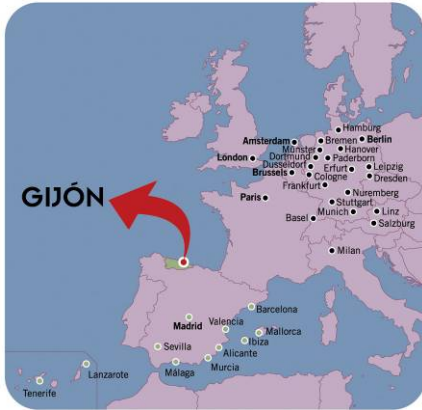 Hamburg
Amsterdam
Bremen
Berlin
Münster
Hanover
Dortmund
Paderborn
London
Dusseldorf
Erfurt
Leipzig
Brussels
Cologne
Dresden
Frankfurt
GIJÓN
Paris
Nuremberg
Stuttgart
Basel
Munich
Linz
Salzburg
Milan
Barcelona
Madrid
Valencia
Mallorca
Ibiza
Sevilla
Alicante
Lanzarote
Málaga
Murcia
Tenerife